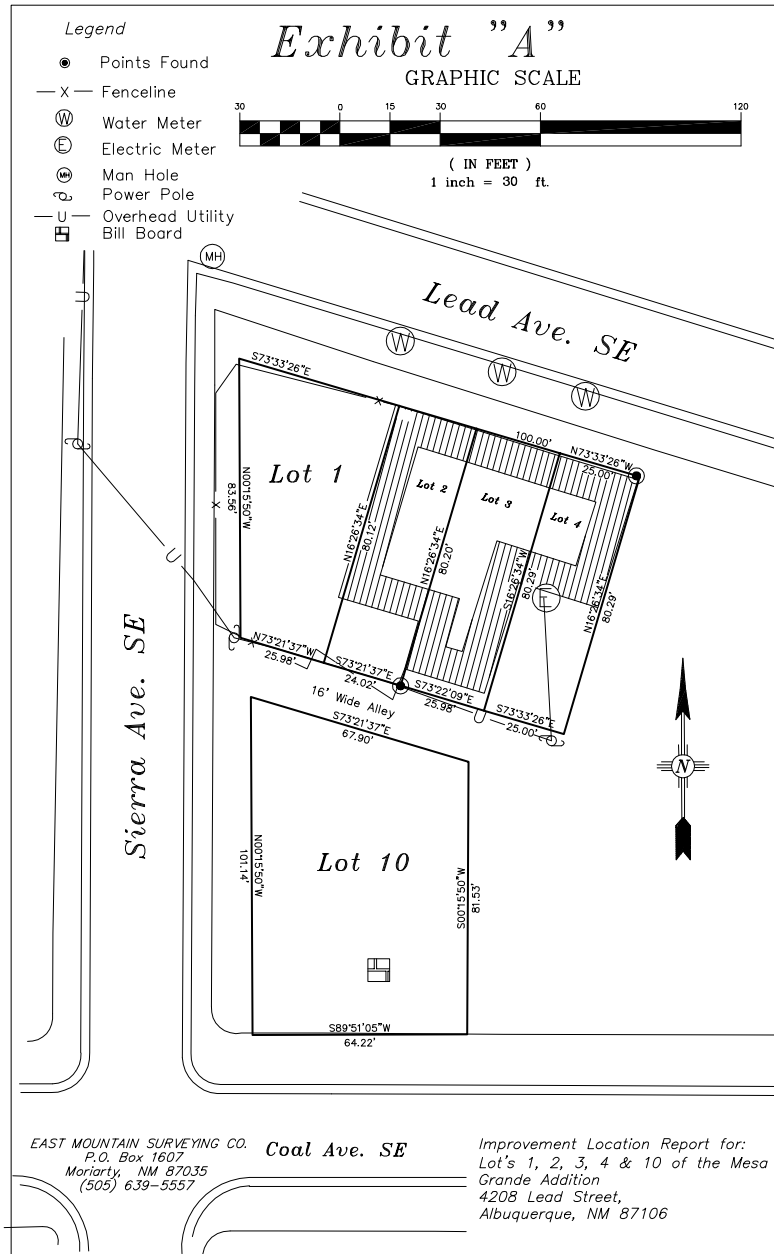 Legend
Exhibit "A"
Points Found
GRAPHIC SCALE
X Fenceline
30 0 15 30 60 120
W Water Meter
E Electric Meter
( IN FEET )
MH Man Hole
1 inch = 30 ft.
Power Pole
U Overhead Utility
Bill Board
MH
U
Lead Ave. SE
W
W
W
S73°33'26"E
X
100.00'
N73°33'26"W
25.00'
Lot 1
Lot 2
Lot 3
Lot 4
N00°15'50"W
83.56'
X
N16°26'34"E
80.12'
N16°26'34"E
80.20'
S16°26'34"W
80.29'
E
N16°26'34"E
80.29'
U
Sierra Ave. SE
X
N73°21'37"W
25.98'
S73°21'37"E
24.02'
16' Wide Alley
S73°22'09"E
25.98'
U
S73°33'26"E
25.00'
S73°21'37"E
67.90'
N
Lot 10
N00°15'50"W
101.14'
S00°15'50"W
81.53'
S89°51'05"W
64.22'
EAST MOUNTAIN SURVEYING CO.
P.O. Box 1607
Moriarty, NM 87035
(505) 639-5557
Coal Ave. SE
Improvement Location Report for:
Lot's 1, 2, 3, 4 & 10 of the Mesa
Grande Addition
4208 Lead Street,
Albuquerque, NM 87106